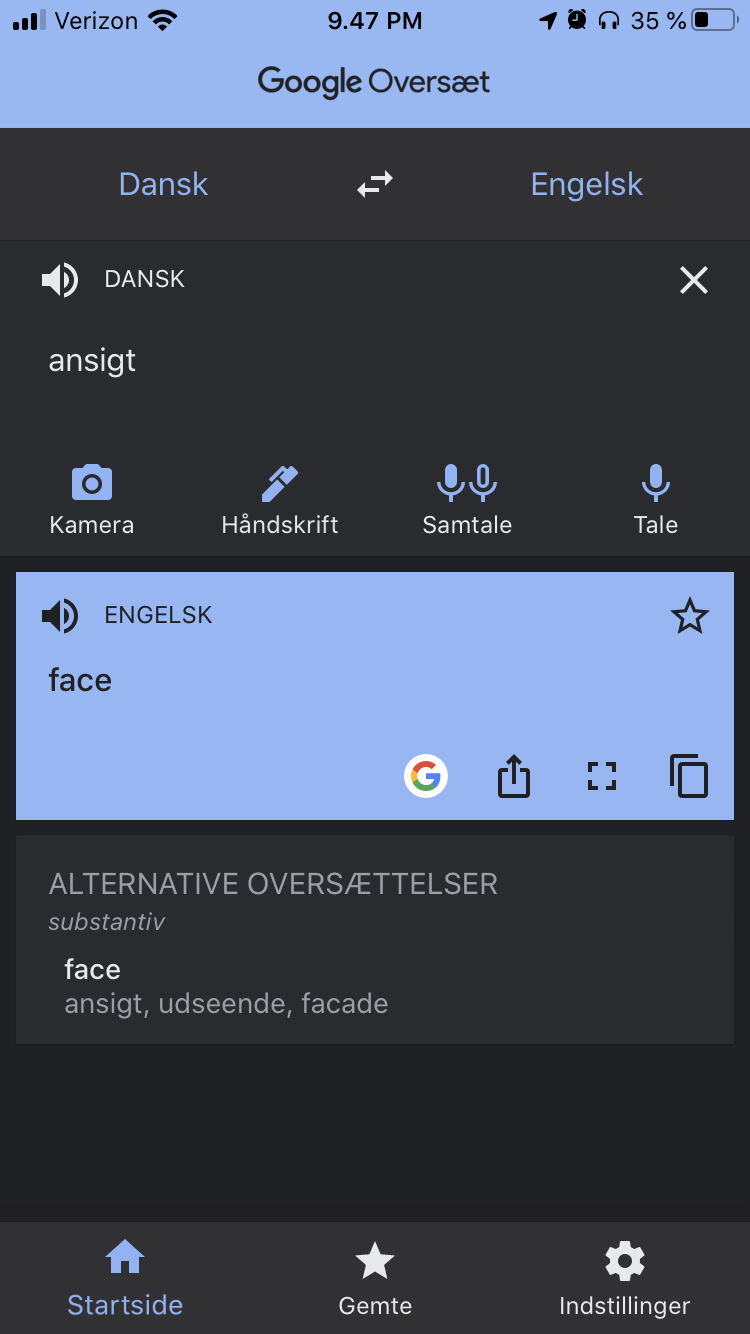 Verizon 9.47 PM 35 %
Google Oversæt
Dansk Engelsk
DANSK
ansigt
Kamera Håndskrift Samtale Tale
ENGELSK
face
ALTERNATIVE OVERSÆTTELSER
substantiv
face
ansigt, udseende, facade
Startside Gemte Indstillinger